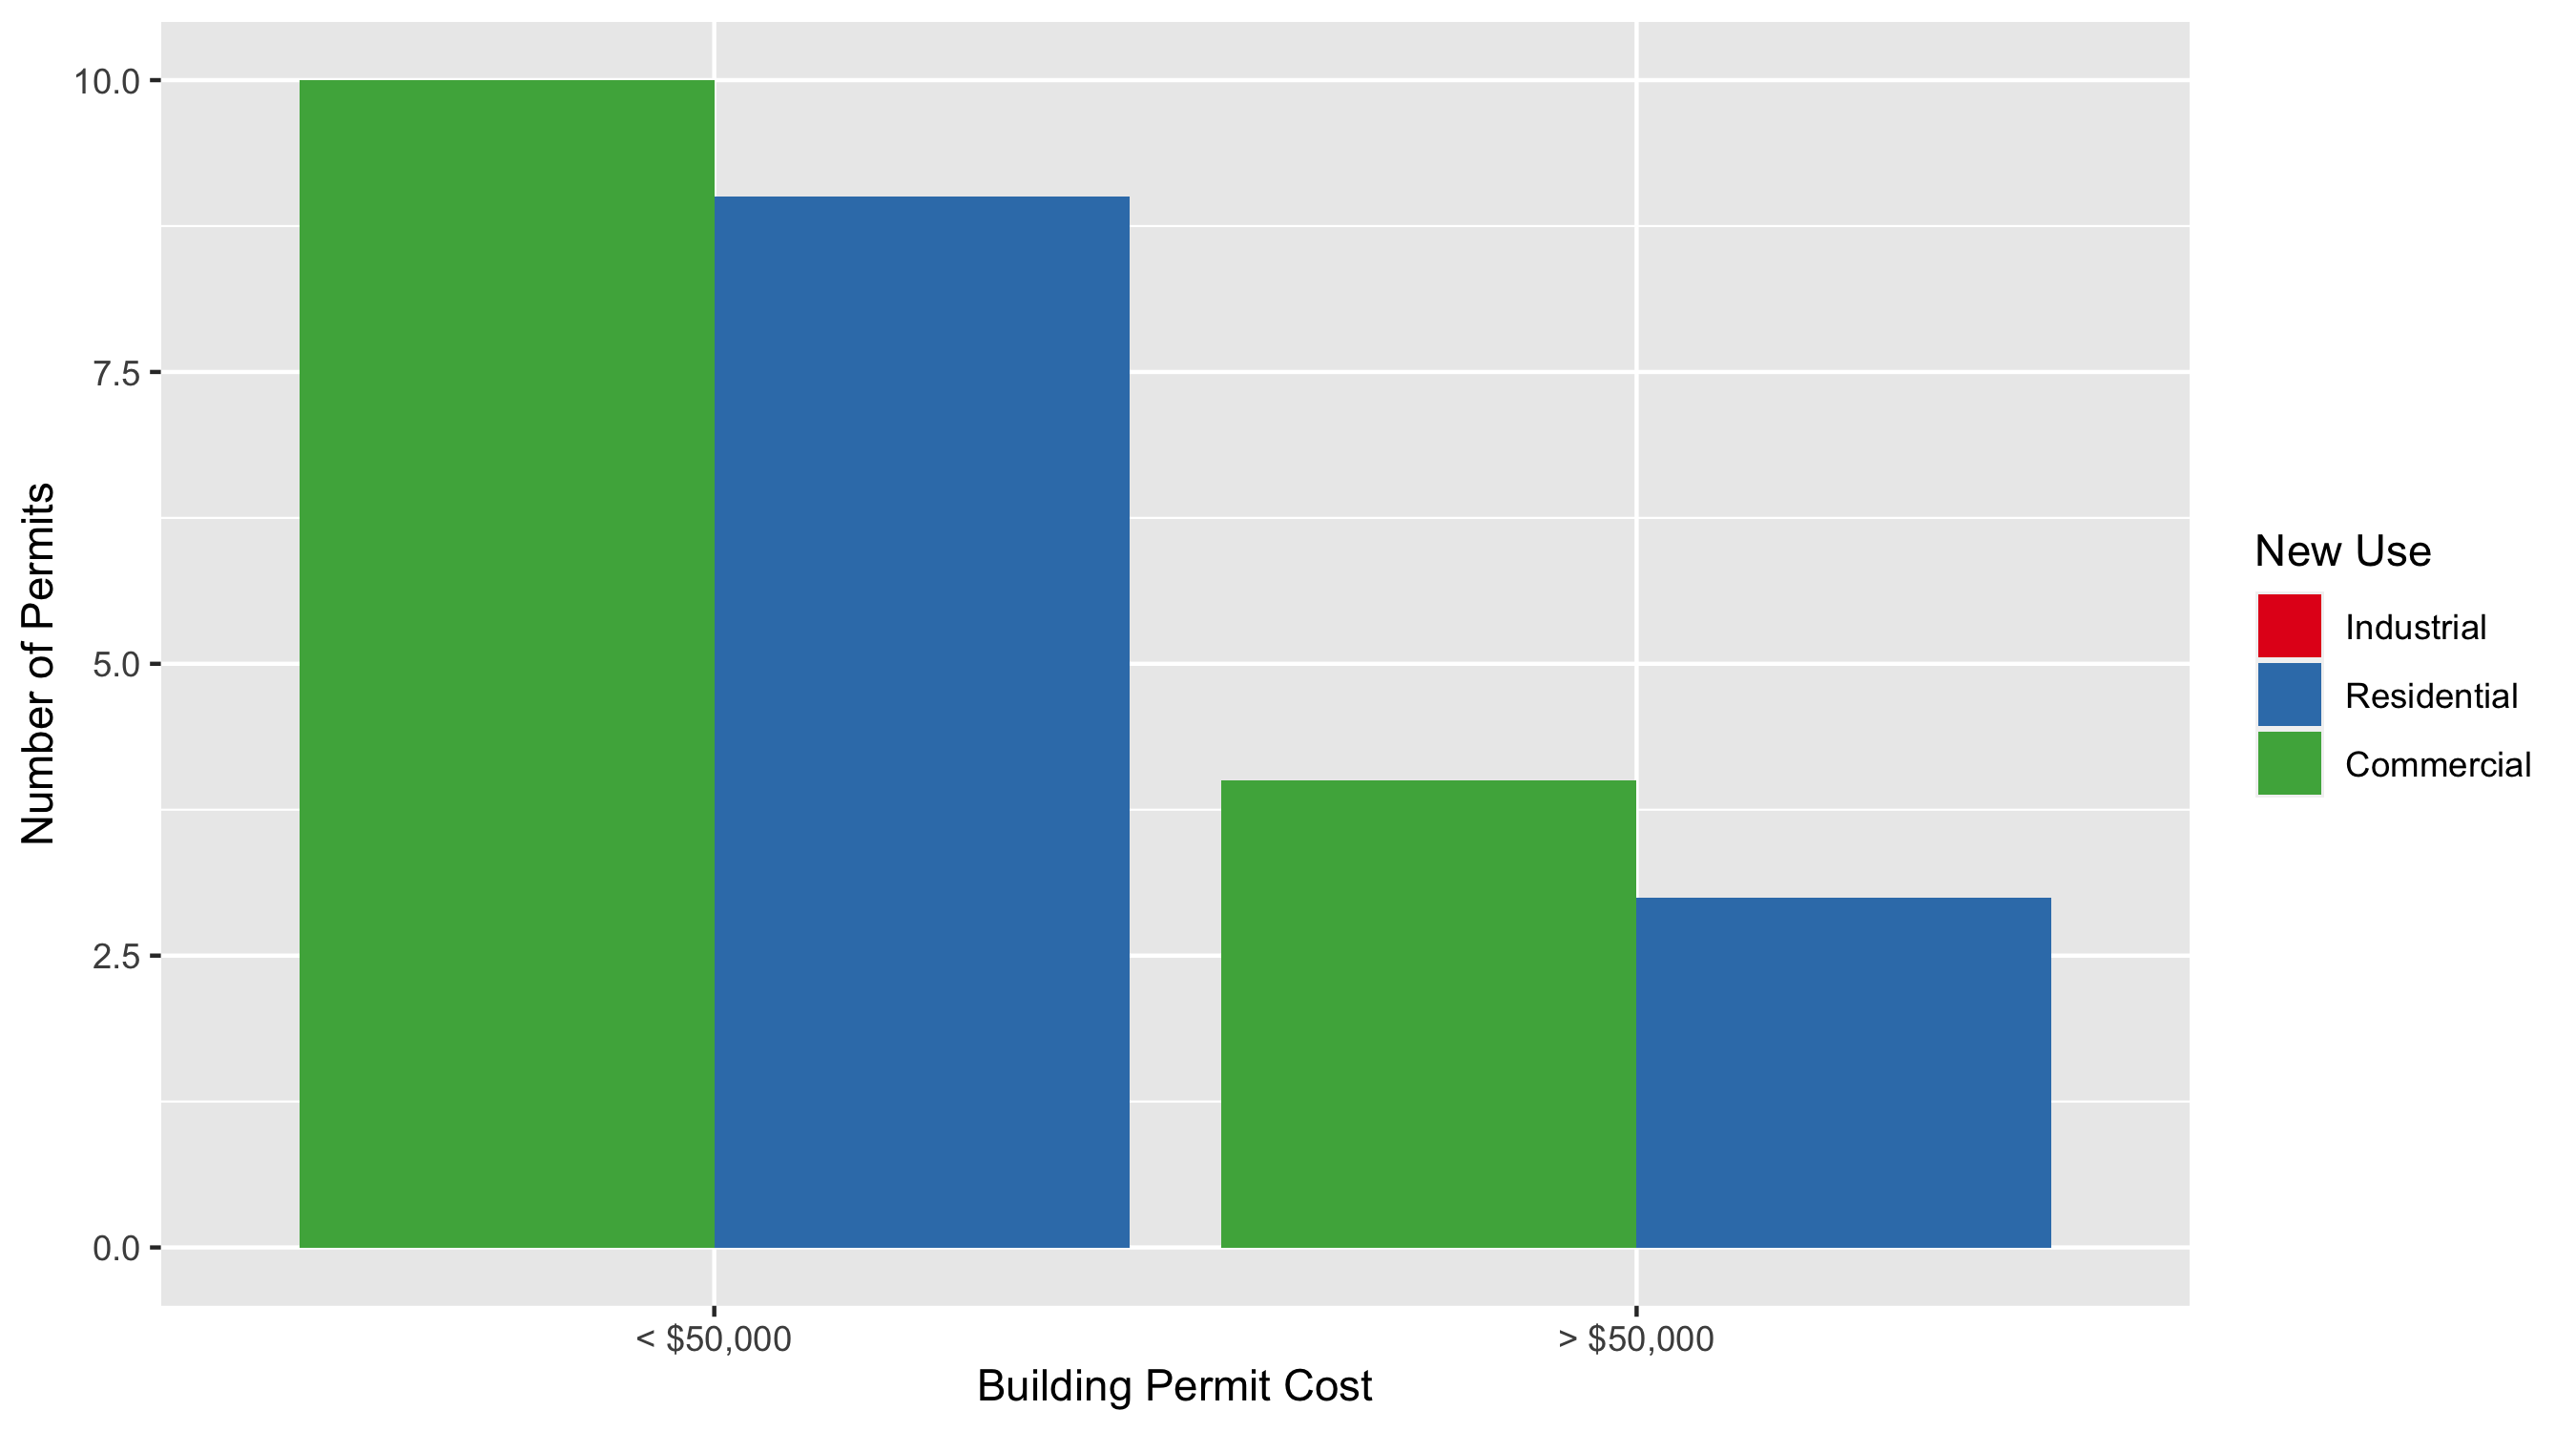 10.0
7.5
5.0
2.5
0.0
Number of Permits
< $50,000
> $50,000
Building Permit Cost
New Use
Industrial
Residential
Commercial